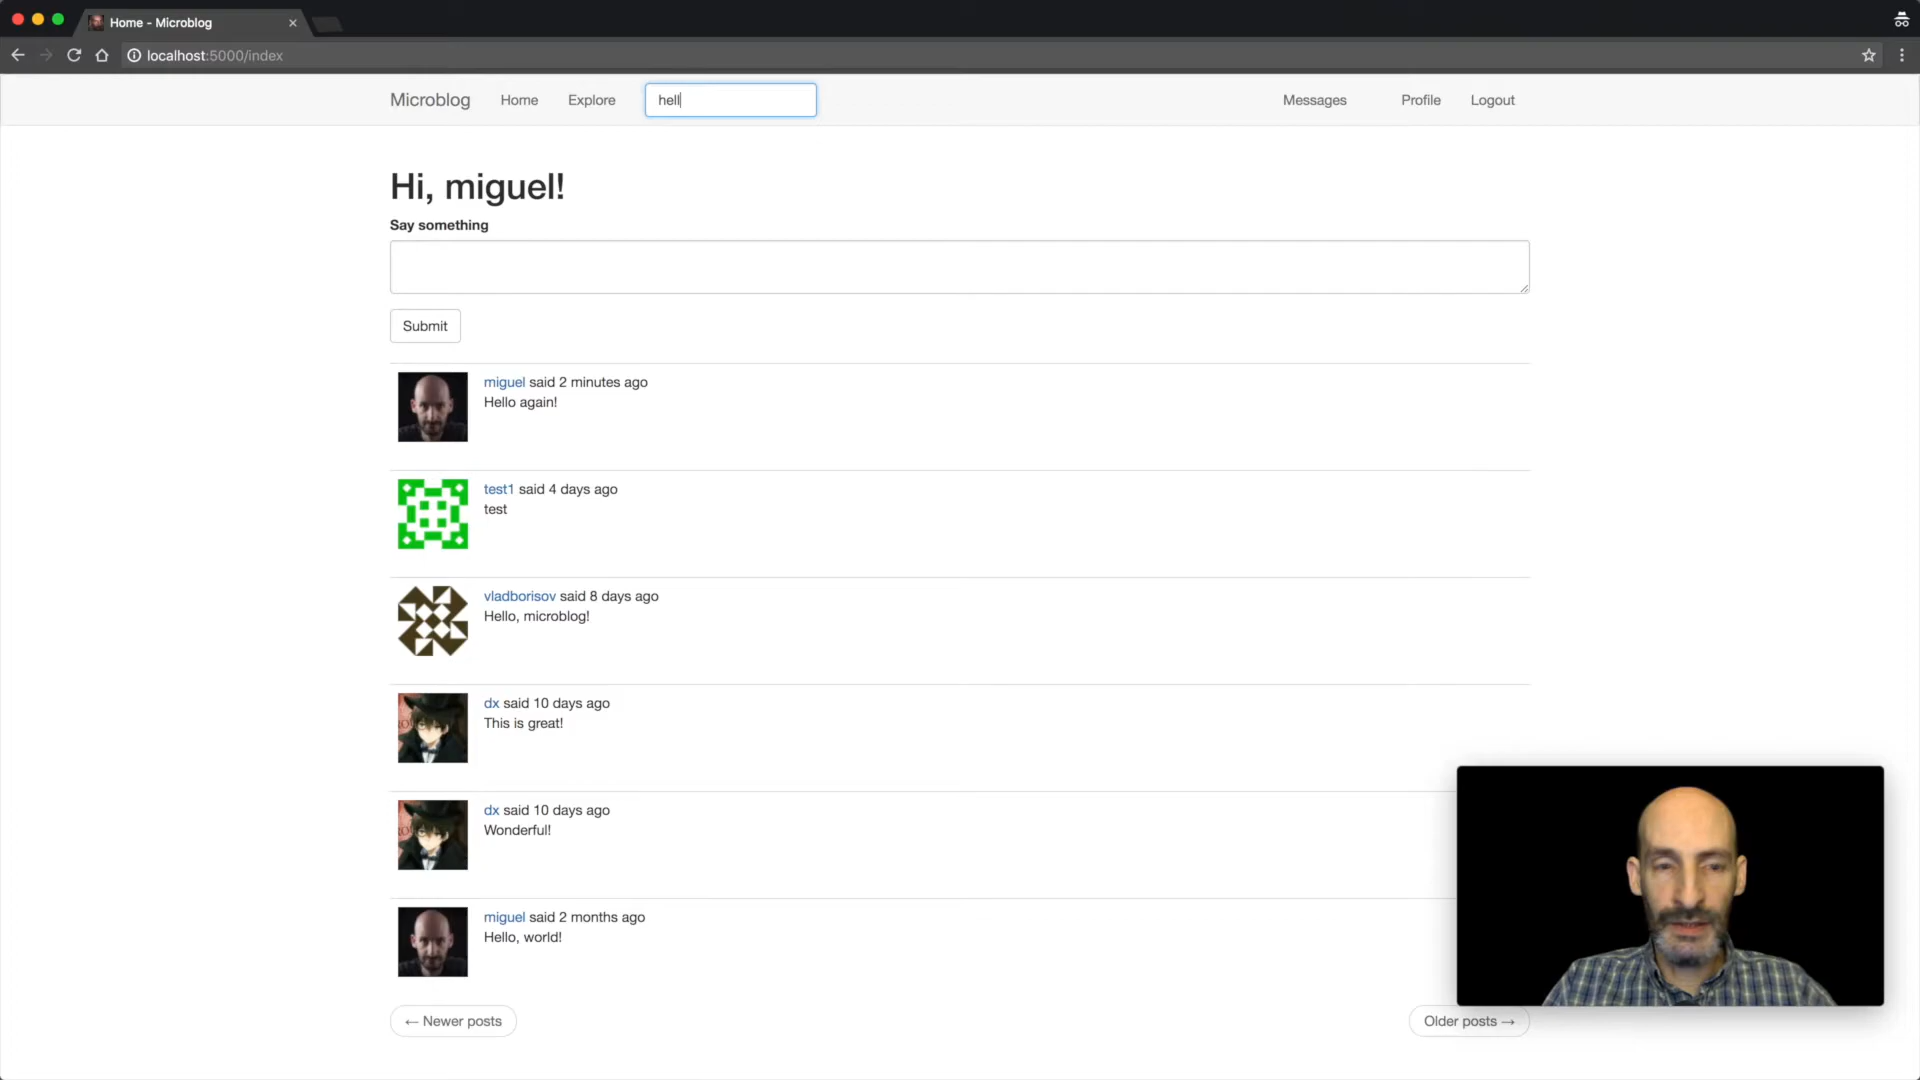 Home - Microblog
localhost:5000/index
Microblog Home Explore hell Messages Profile Logout
Hi, miguel!
Say something
Submit
miguel said 2 minutes ago
Hello again!
test1 said 4 days ago
test
vladborisov said 8 days ago
Hello, microblog!
dx said 10 days ago
This is great!
dx said 10 days ago
Wonderful!
miguel said 2 months ago
Hello, world!
← Newer posts Older posts →